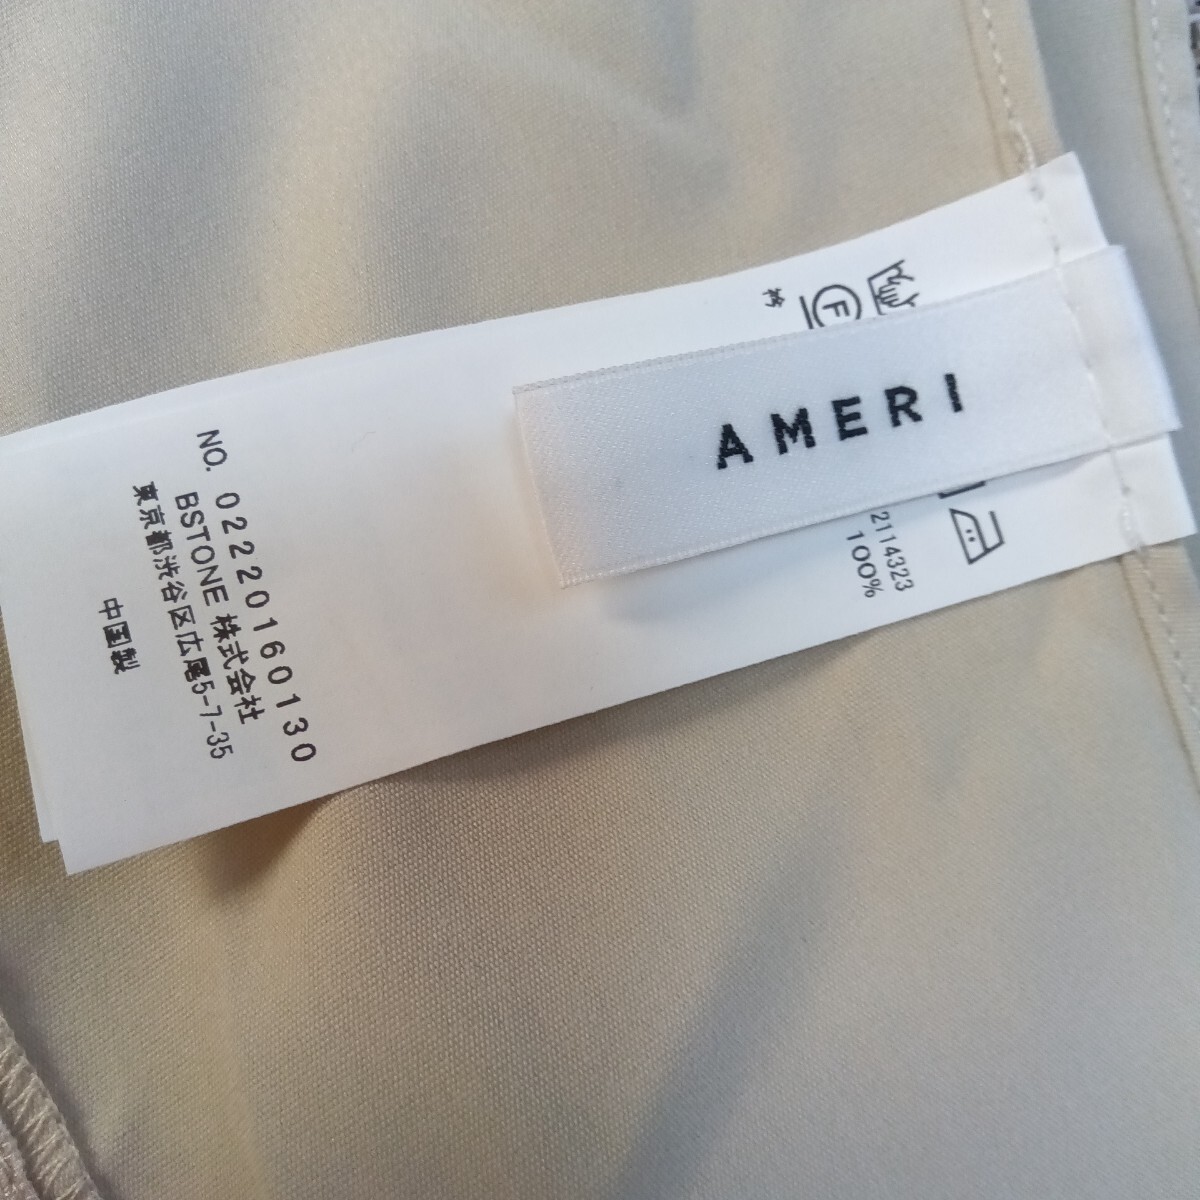 AMERI
F
2114323
100%
NO. 02220160130
BSTONE 株式会社
東京都渋谷区広尾5-7-35
中国製